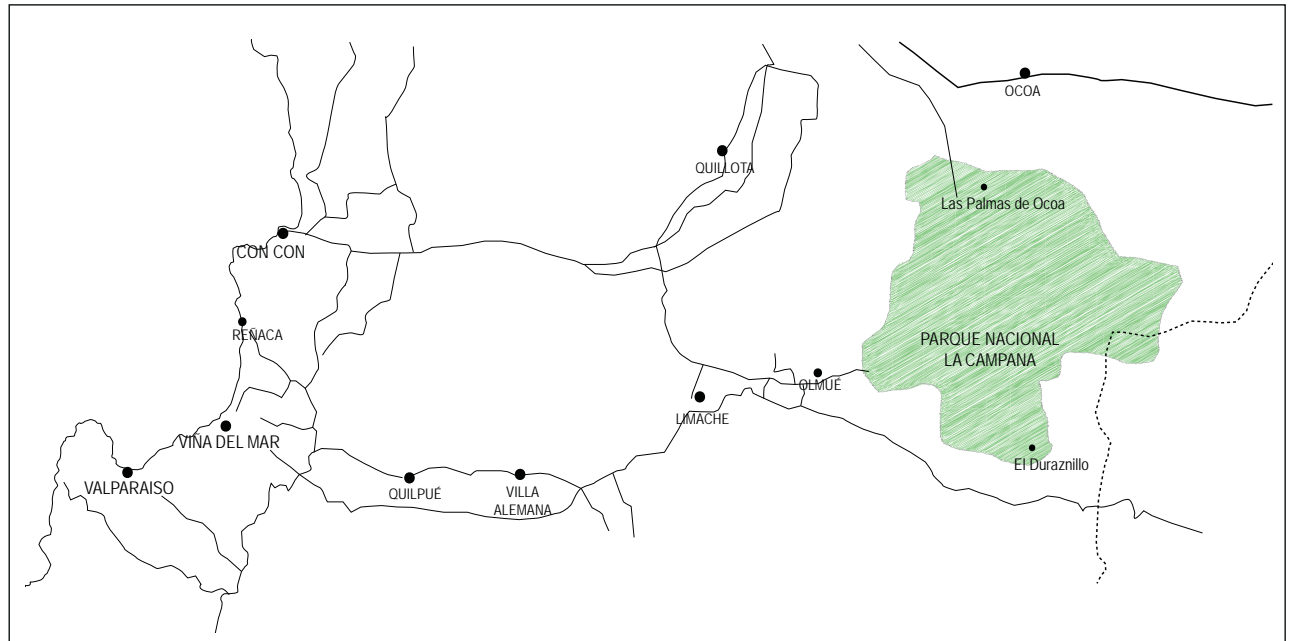 OCOA
QUILLOTA
Las Palmas de Ocoa
CON CON
REÑACA
PARQUE NACIONAL
LA CAMPANA
OLMUÉ
LIMACHE
VIÑA DEL MAR
El Duraznillo
VALPARAISO
QUILPUÉ
VILLA
ALEMANA